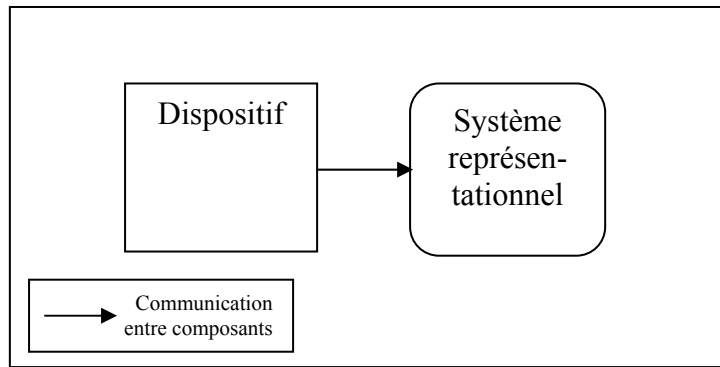 Dispositif
Système
représen-
tationnel
Communication
entre composants